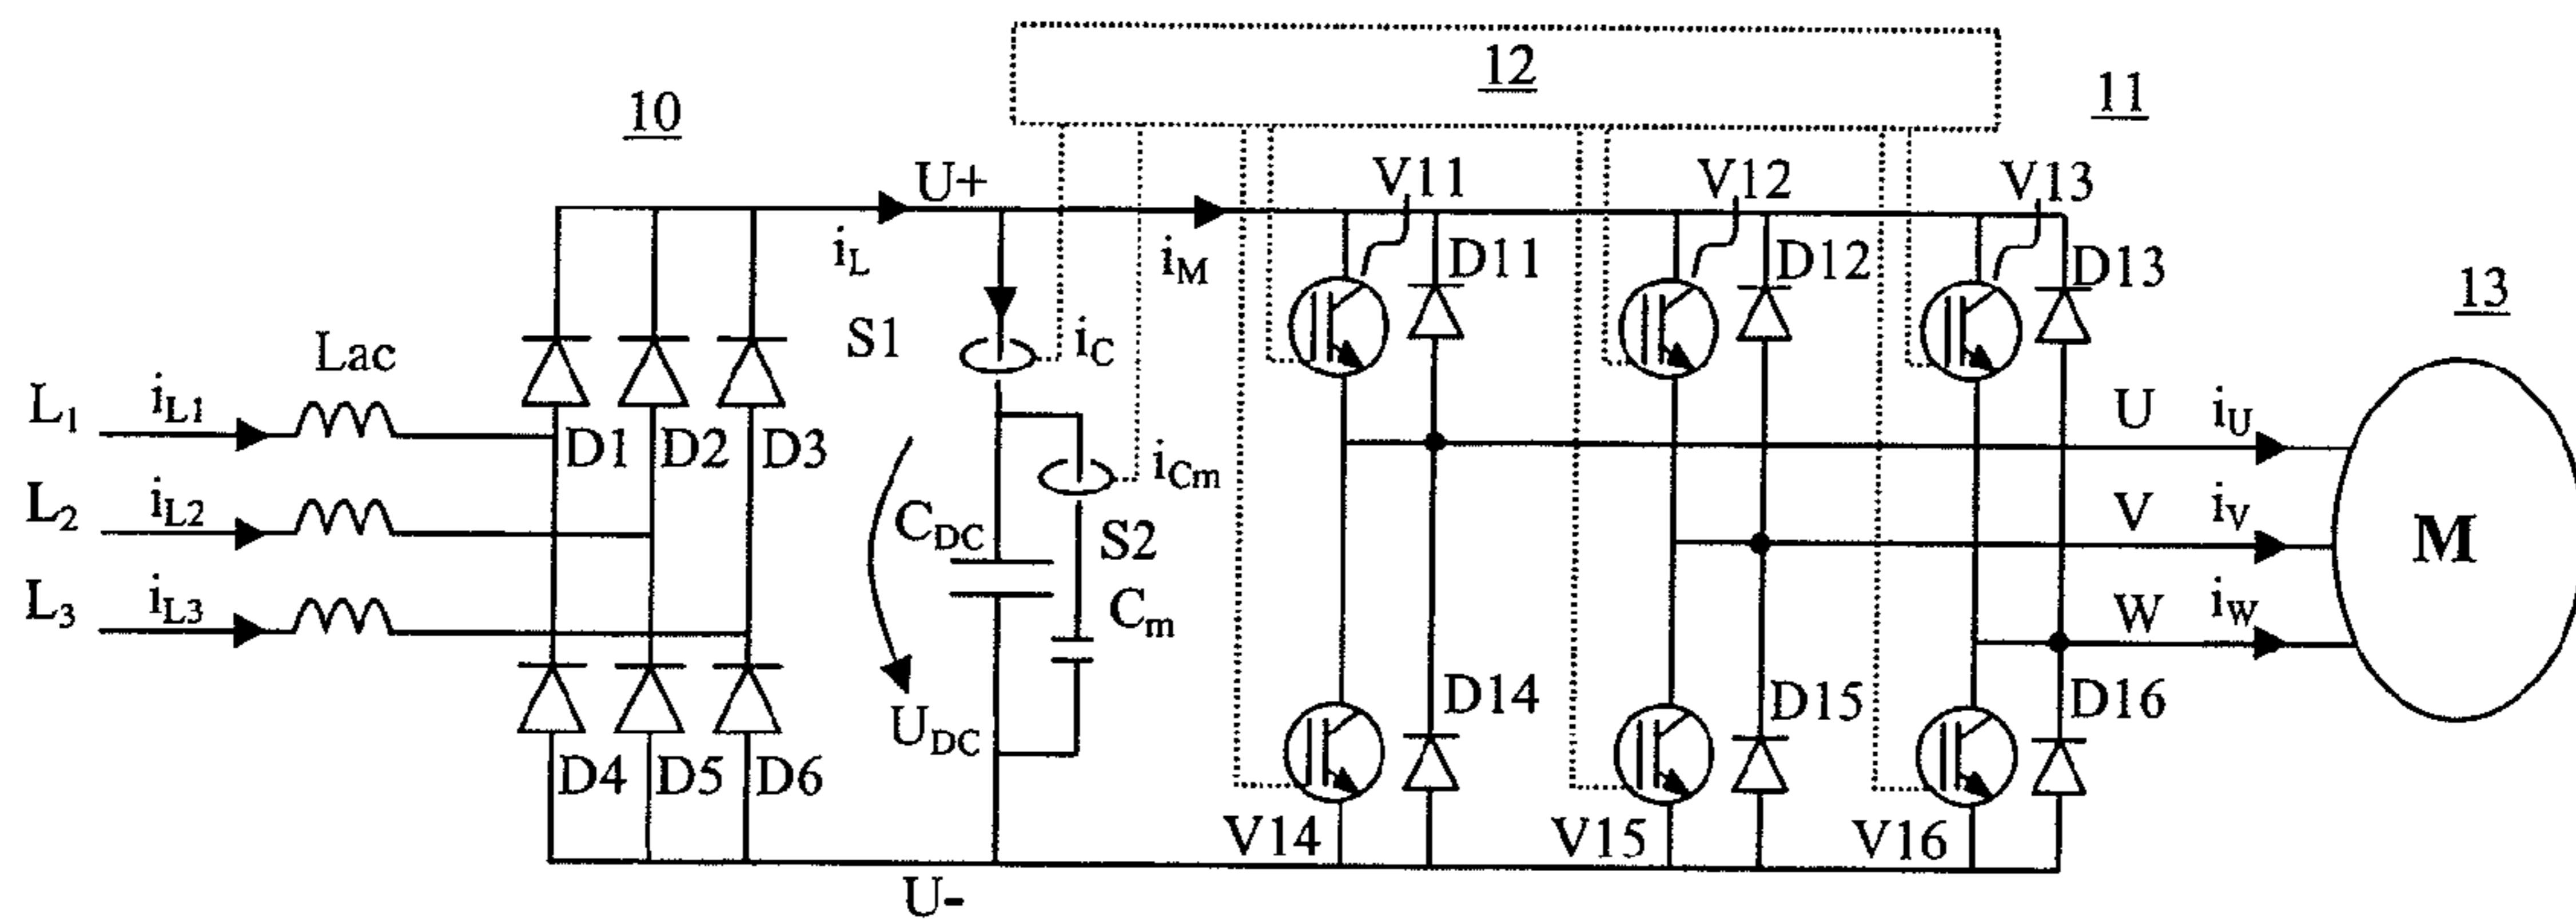 12
11
10
U+
V11
V12
V13
i_L
i_M
D11
D12
D13
13
S1
i_C
Lac
L₁
i_L1
U
i_U
D1
D2
D3
i_Cm
L₂
i_L2
C_DC
S2
V
i_V
M
L₃
i_L3
C_m
W
i_W
U_DC
D14
D15
D16
D4
D5
D6
V14
V15
V16
U-